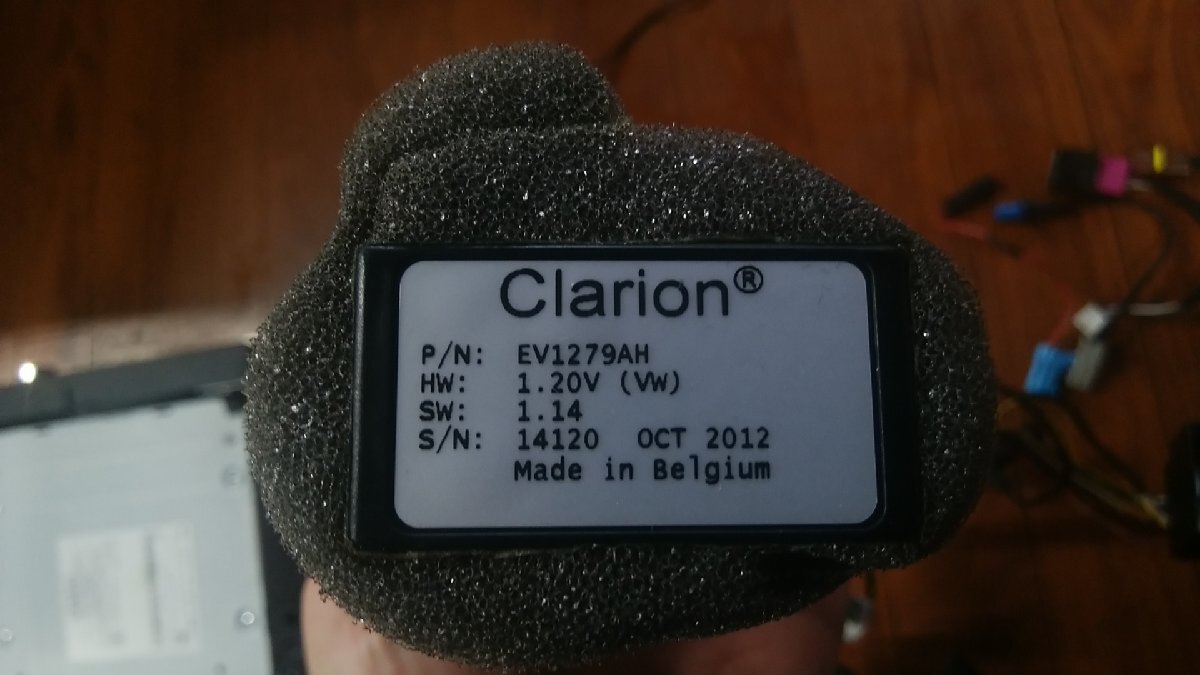 Clarion®
P/N: EV1279AH
HW: 1.20V (VW)
SW: 1.14
S/N: 14120 OCT 2012
Made in Belgium